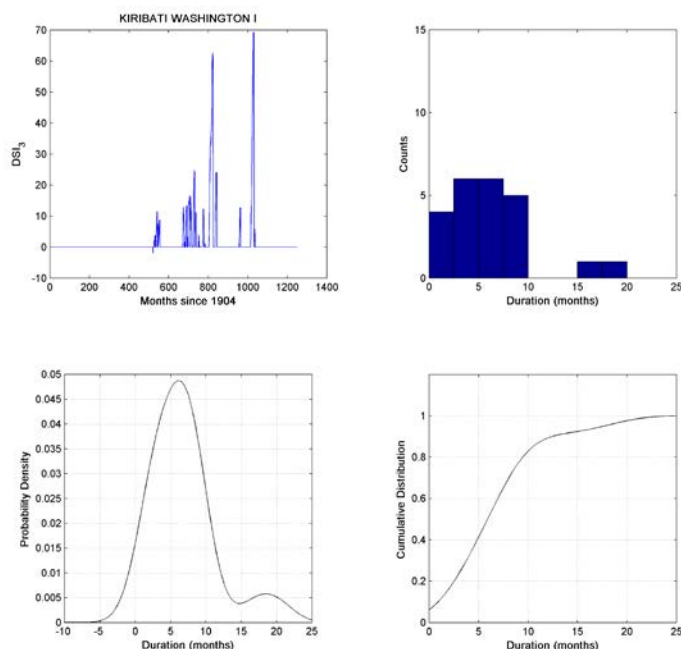 KIRIBATI WASHINGTON I
70
60
50
40
30
20
10
0
-10
DSI3
0 200 400 600 800 1000 1200 1400
Months since 1904
15
10
5
0
Counts
0 5 10 15 20 25
Duration (months)
0.05
0.045
0.04
0.035
0.03
0.025
0.02
0.015
0.01
0.005
0
Probability Density
-10 -5 0 5 10 15 20 25
Duration (months)
1
0.8
0.6
0.4
0.2
0
Cumulative Distribution
0 5 10 15 20 25
Duration (months)